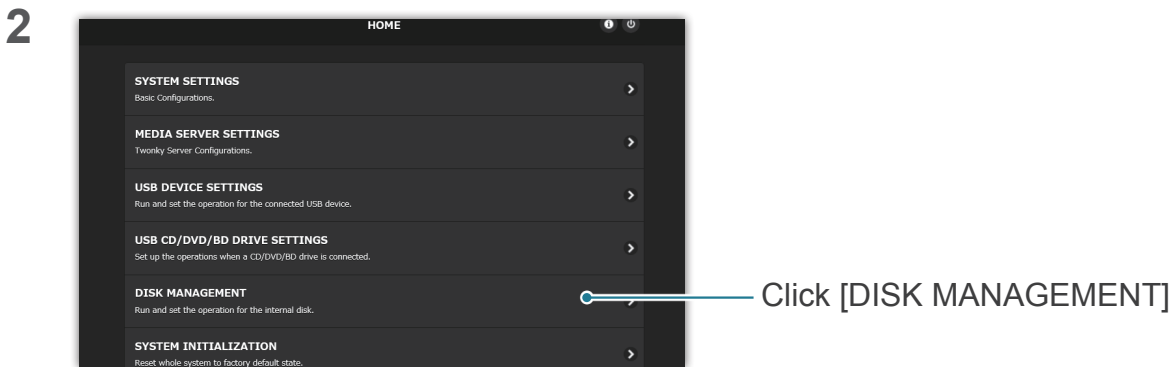 2
HOME
SYSTEM SETTINGS
Basic Configurations.
MEDIA SERVER SETTINGS
Twonky Server Configurations.
USB DEVICE SETTINGS
Run and set the operation for the connected USB device.
USB CD/DVD/BD DRIVE SETTINGS
Set up the operations when a CD/DVD/BD drive is connected.
DISK MANAGEMENT
Run and set the operation for the internal disk.
Click [DISK MANAGEMENT]
SYSTEM INITIALIZATION
Reset whole system to factory default state.